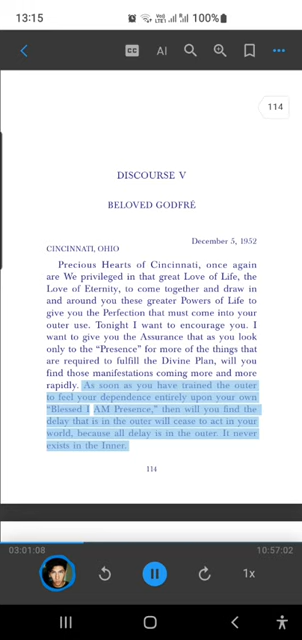 13:15
100%
CC
AI
114
DISCOURSE V
BELOVED GODFRÉ
December 5, 1952
CINCINNATI, OHIO
Precious Hearts of Cincinnati, once again
are We privileged in that great Love of Life, the
Love of Eternity, to come together and draw in
and around you these greater Powers of Life to
give you the Perfection that must come into your
outer use. Tonight I want to encourage you. I
want to give you the Assurance that as you look
only to the “Presence” for more of the things that
are required to fulfill the Divine Plan, will you
find those manifestations coming more and more
rapidly. As soon as you have trained the outer
to feel your dependence entirely upon your own
“Blessed I AM Presence,” then will you find the
delay that is in the outer will cease to act in your
world, because all delay is in the outer. It never
exists in the Inner.
114
03:01:08
10:57:02
1x